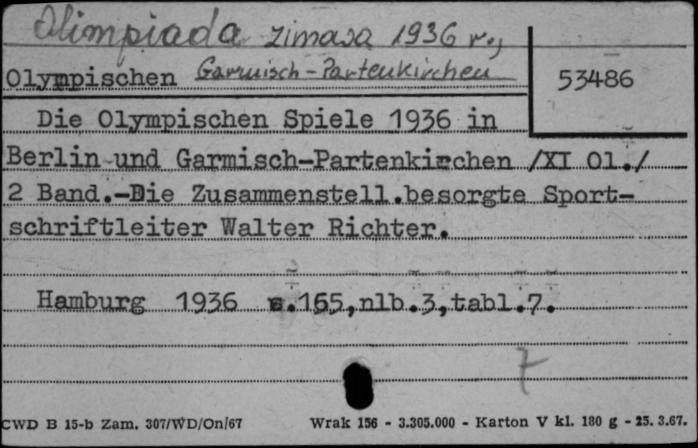 Olimpiada zimowa 1936 r.,
Garmisch-Partenkirchen
Olympischen
53486
Die Olympischen Spiele 1936 in
Berlin und Garmisch-Partenkirchen /XI Ol./
2 Band.-Die Zusammenstell.besorgte Sport-
schriftleiter Walter Richter.
Hamburg 1936 s.165,nlb.3,tabl.7.
7
CWD B 15-b Zam. 307/WD/On/67 Wrak 156 - 3.305.000 - Karton V kl. 180 g - 25. 3.67.